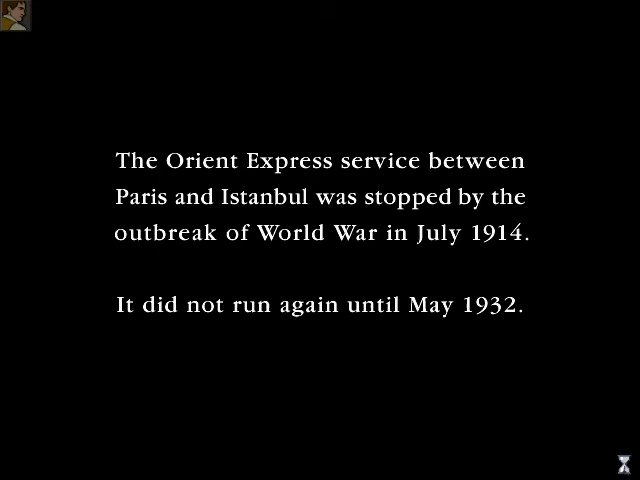 The Orient Express service between
Paris and Istanbul was stopped by the
outbreak of World War in July 1914.
It did not run again until May 1932.